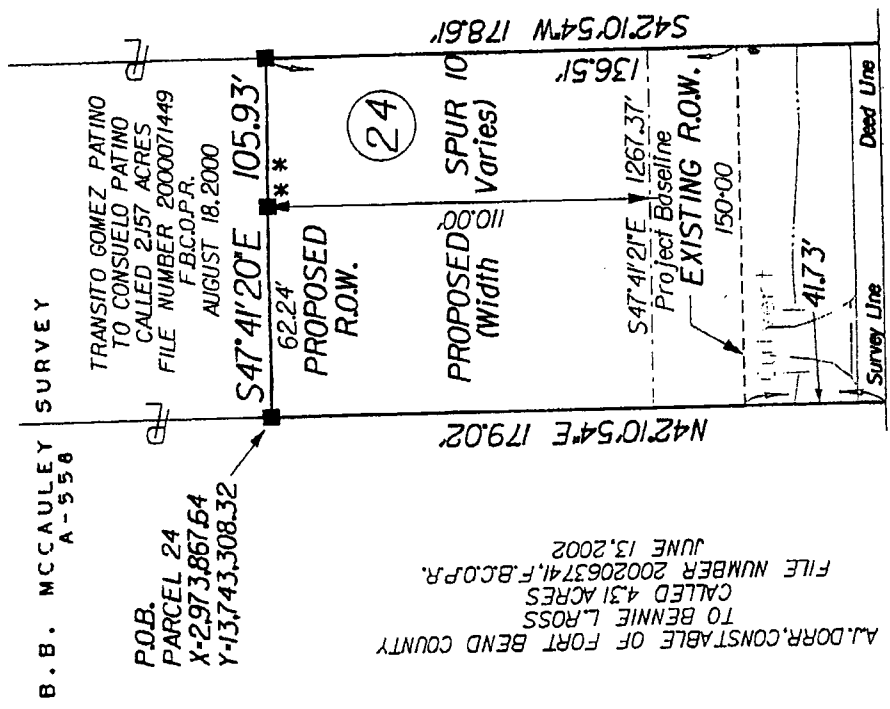 B.B. MCCAULEY SURVEY
A-558
TRANSITO GOMEZ PATINO
TO CONSUELO PATINO
CALLED 2.157 ACRES
FILE NUMBER 2000071449
F.B.C.O.P.R.
AUGUST 18, 2000
S47°41'20"E 105.93'
62.24'
**
PROPOSED
R.O.W.
P.O.B.
PARCEL 24
X=2,973,867.64
Y=13,743,308.32
24
PROPOSED SPUR 10
(Width Varies)
110.00'
S42°10'54"W 178.61'
136.51'
S47°41'21"E 1267.37'
Project Baseline
EXISTING R.O.W.
150+00
Culvert
41.73'
Survey Line
Deed Line
N42°10'54"E 179.02'
A.J. DORR, CONSTABLE OF FORT BEND COUNTY
TO BENNIE L. ROSS
CALLED 4.31 ACRES
FILE NUMBER 2002063741, F.B.C.O.P.R.
JUNE 13, 2002